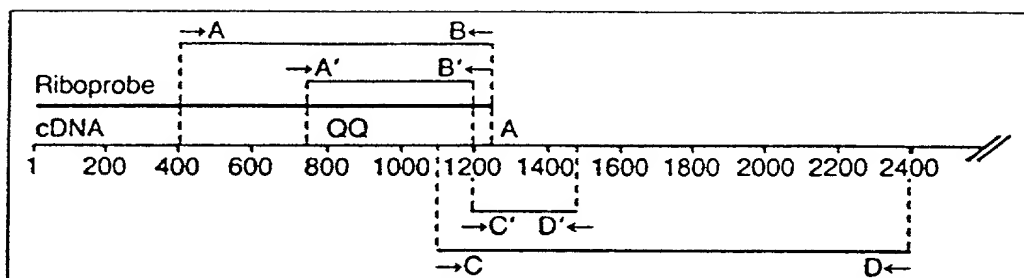 →A B←
→A' B'←
Riboprobe
cDNA QQ A
1 200 400 600 800 1000 1200 1400 1600 1800 2000 2200 2400
→C' D'←
→C D←